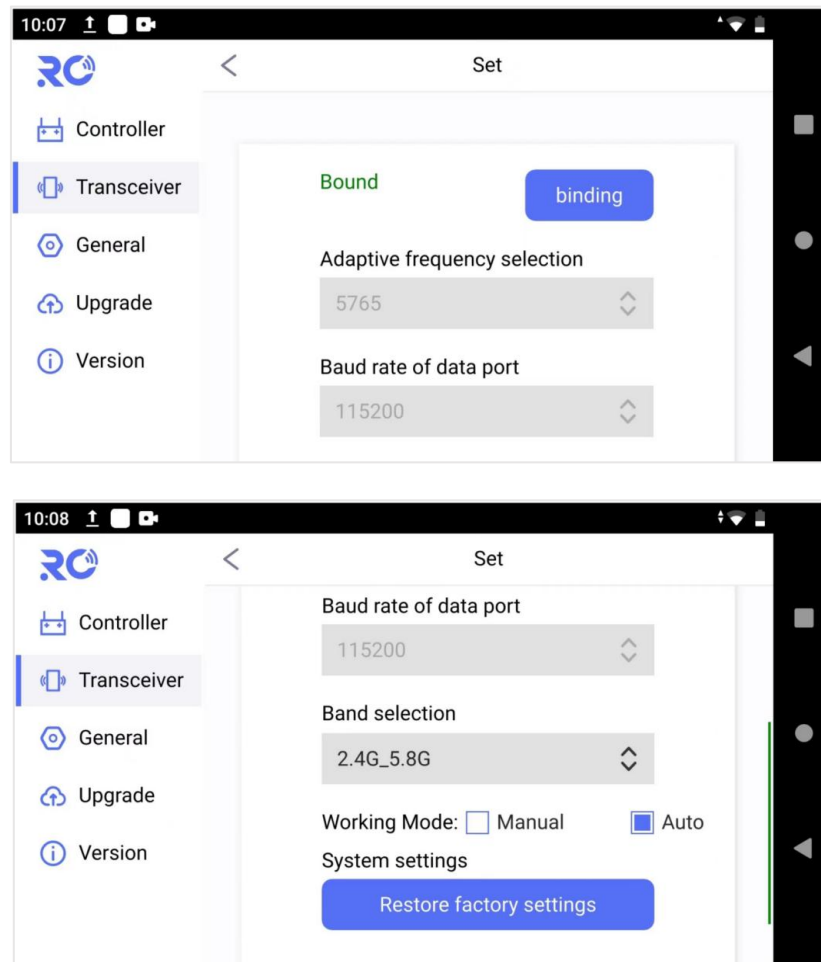 10:07
RC
Set
Controller
Transceiver
General
Upgrade
Version
Bound
binding
Adaptive frequency selection
5765
Baud rate of data port
115200
10:08
RC
Set
Controller
Transceiver
General
Upgrade
Version
Baud rate of data port
115200
Band selection
2.4G_5.8G
Working Mode: Manual Auto
System settings
Restore factory settings